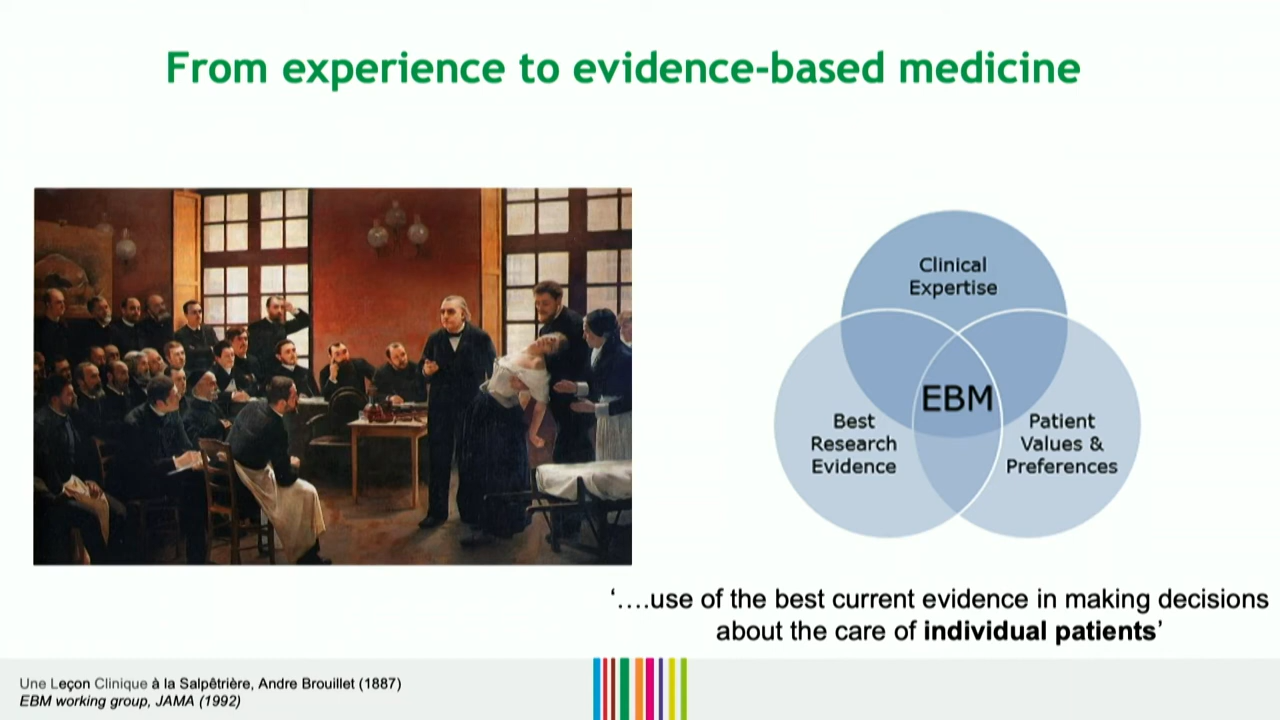 From experience to evidence-based medicine
Clinical
Expertise
EBM
Best
Research
Evidence
Patient
Values &
Preferences
‘….use of the best current evidence in making decisions
about the care of individual patients’
Une Leçon Clinique à la Salpêtrière, Andre Brouillet (1887)
EBM working group, JAMA (1992)